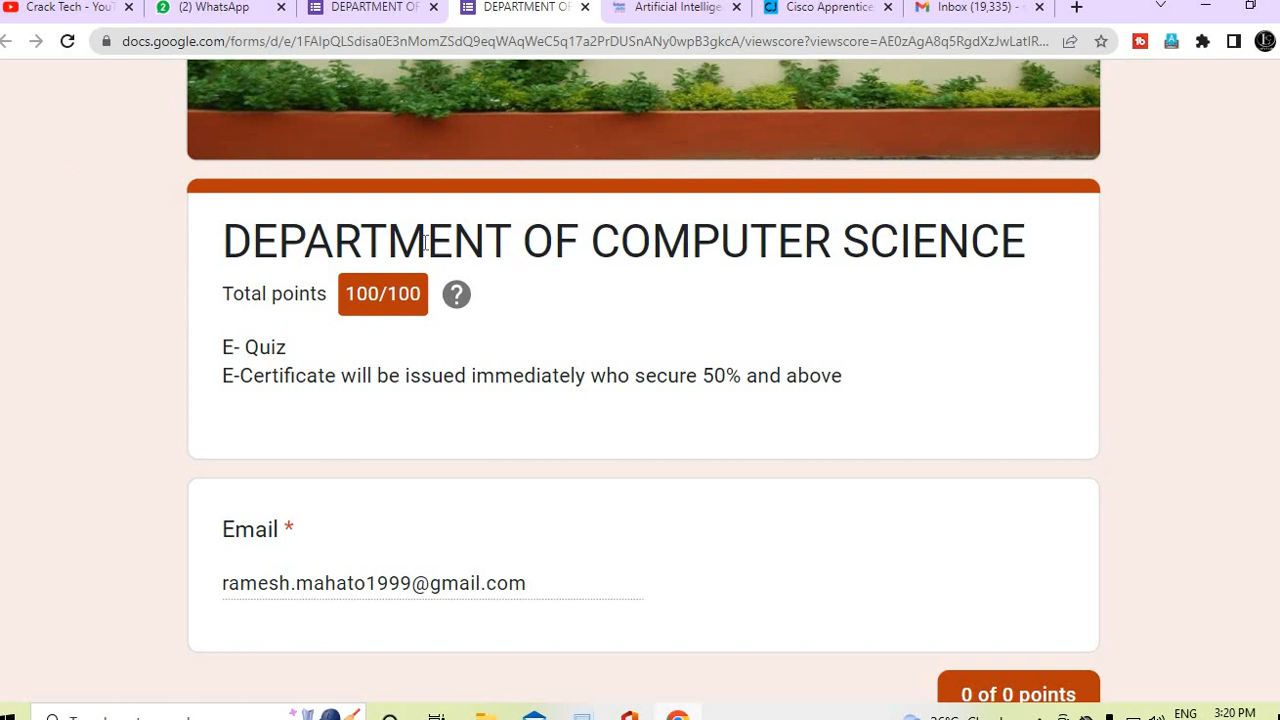 Crack Tech - YouT
(2) WhatsApp
DEPARTMENT OF
DEPARTMENT OF
Artificial Intellige
Cisco Apprentice
Inbox (19,335) -
docs.google.com/forms/d/e/1FAIpQLSdisa0E3nMomZSdQ9eqWAqWeC5q17a2PrDUSnANy0wpB3gkcA/viewscore?viewscore=AE0zAgA8q5RgdXzJwLatIR...
DEPARTMENT OF COMPUTER SCIENCE
Total points 100/100 ?
E- Quiz
E-Certificate will be issued immediately who secure 50% and above
Email *
ramesh.mahato1999@gmail.com
0 of 0 points
ENG
3:20 PM